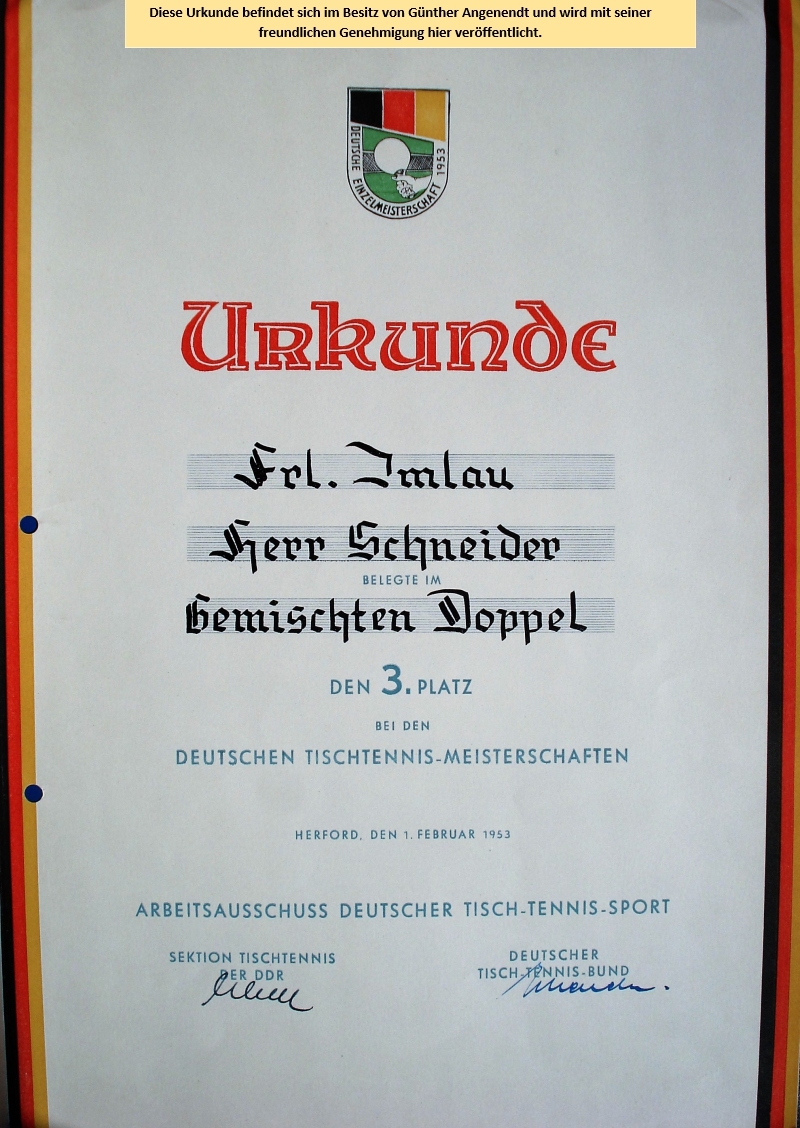 Diese Urkunde befindet sich im Besitz von Günther Angenendt und wird mit seiner
freundlichen Genehmigung hier veröffentlicht.
DEUTSCHE EINZELMEISTERSCHAFT 1953
Urkunde
Frl. Imlau
Herr Schneider
BELEGTE IM
Gemischten Doppel
DEN 3. PLATZ
BEI DEN
DEUTSCHEN TISCHTENNIS-MEISTERSCHAFTEN
HERFORD, DEN 1. FEBRUAR 1953
ARBEITSAUSSCHUSS DEUTSCHER TISCH-TENNIS-SPORT
SEKTION TISCHTENNIS
DER DDR
DEUTSCHER
TISCH-TENNIS-BUND